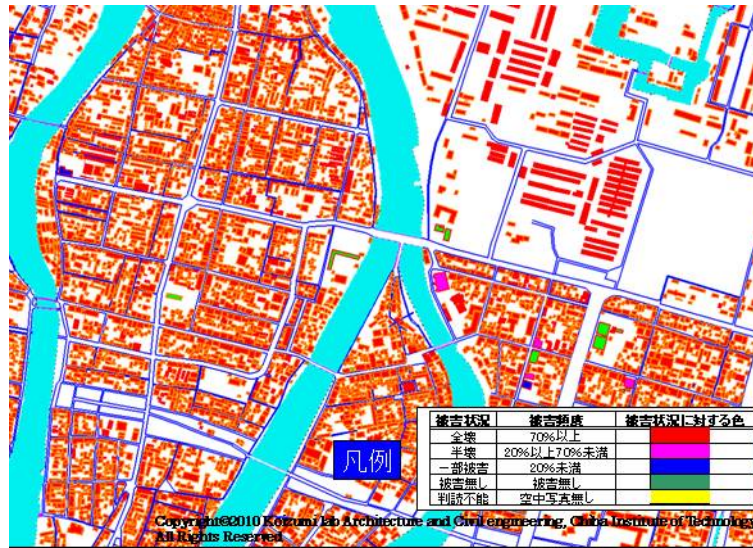 被害状況 被害頻度 被害状況に対する色
全壊 70%以上
半壊 20%以上70%未満
一部被害 20%未満
被害無し 被害無し
判読不能 空中写真無し
凡例
Copyright©2010 Koizumi lab Architecture and Civil engineering, Chiba Institute of Technology
All Rights Reserved